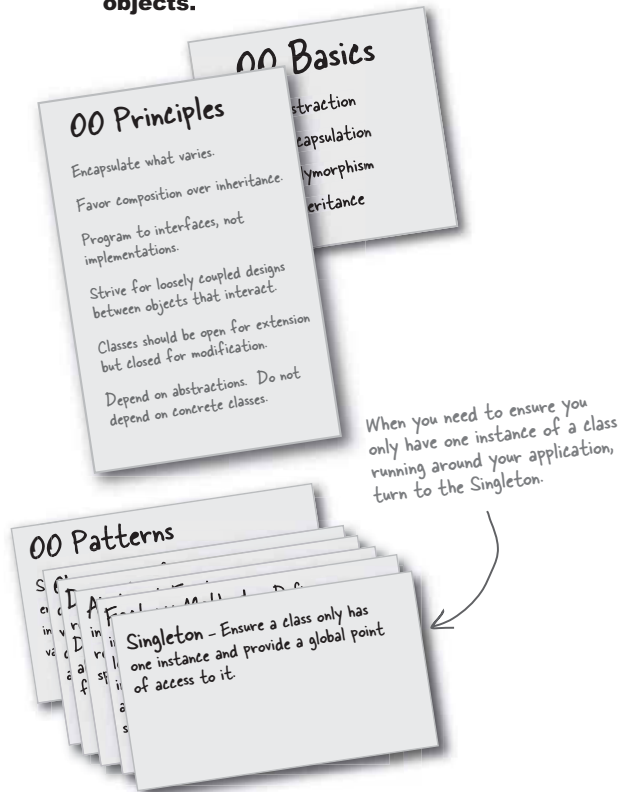 objects.
OO Basics
straction
capsulation
ymorphism
eritance
OO Principles
Encapsulate what varies.
Favor composition over inheritance.
Program to interfaces, not
implementations.
Strive for loosely coupled designs
between objects that interact.
Classes should be open for extension
but closed for modification.
Depend on abstractions. Do not
depend on concrete classes.
When you need to ensure you
only have one instance of a class
running around your application,
turn to the Singleton.
OO Patterns
Singleton – Ensure a class only has
one instance and provide a global point
of access to it.